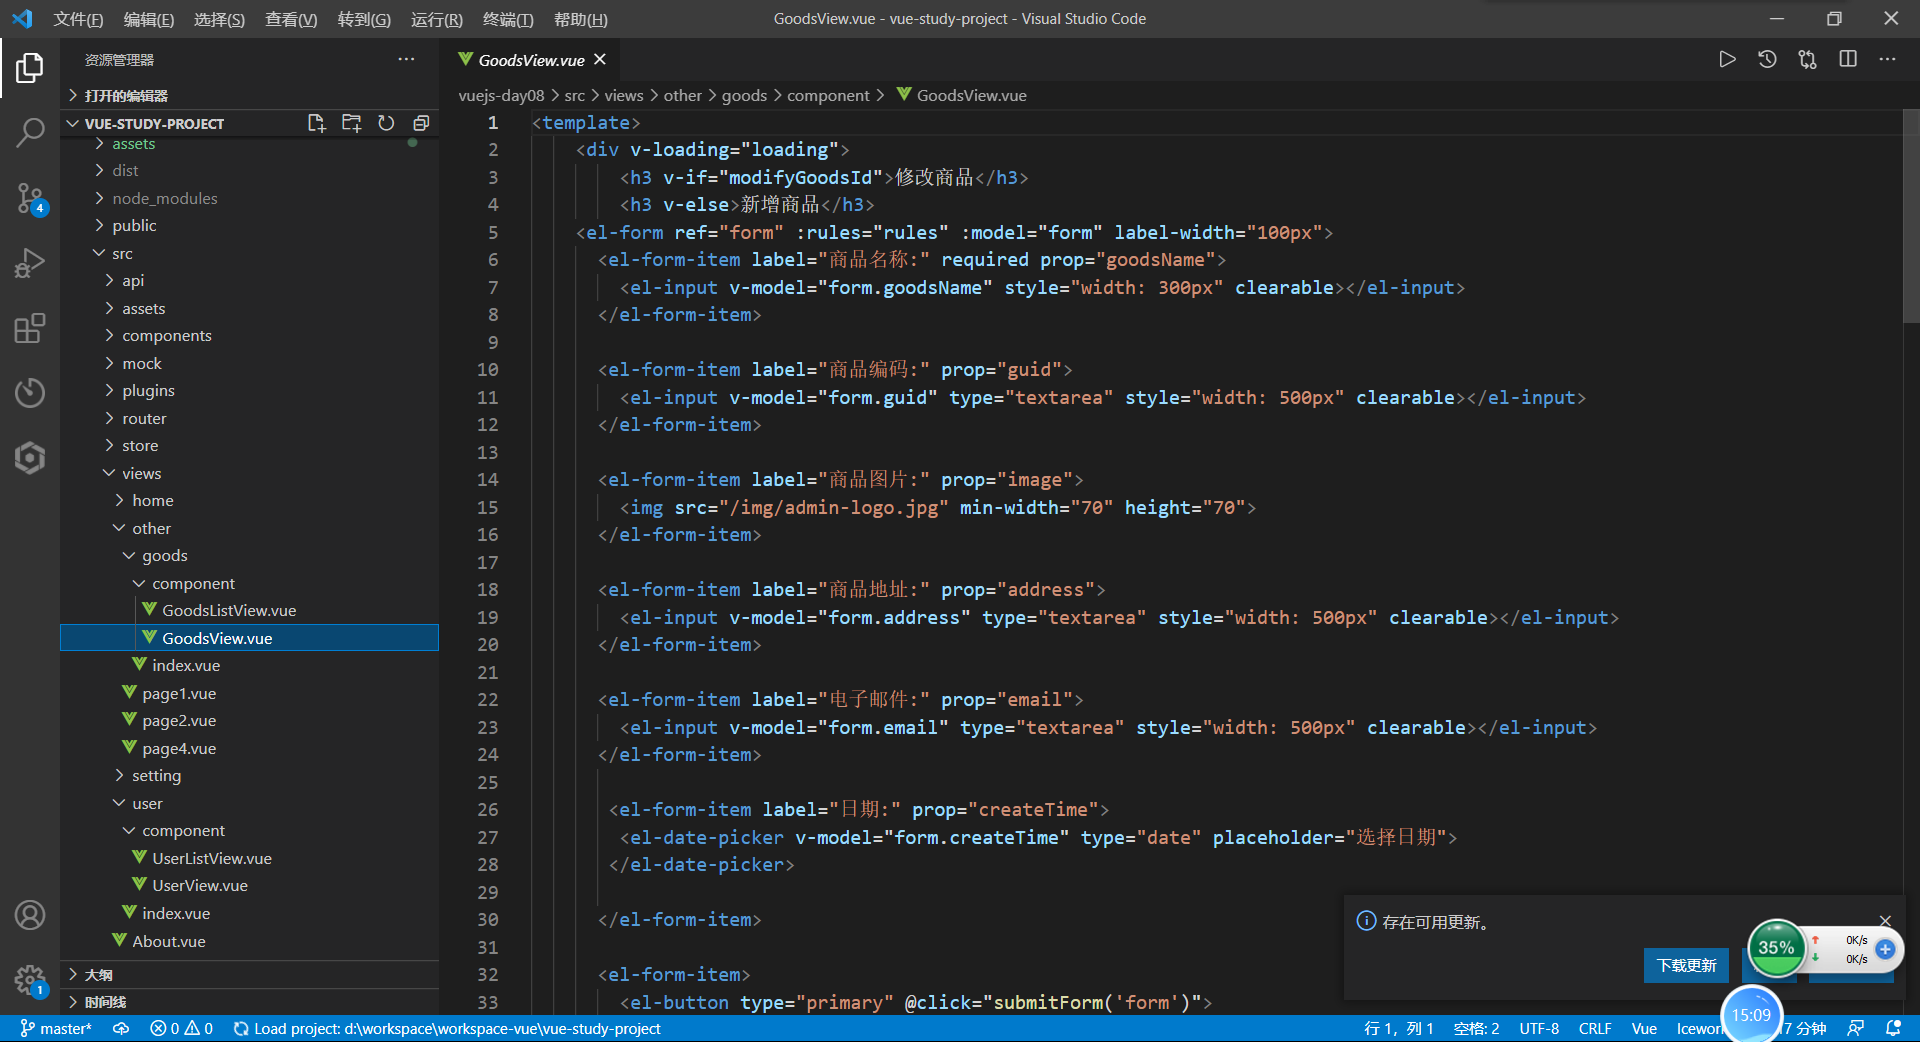 文件(F) 编辑(E) 选择(S) 查看(V) 转到(G) 运行(R) 终端(T) 帮助(H) GoodsView.vue - vue-study-project - Visual Studio Code
资源管理器
打开的编辑器
VUE-STUDY-PROJECT
assets
dist
node_modules
public
src
api
assets
components
mock
plugins
router
store
views
home
other
goods
component
GoodsListView.vue
GoodsView.vue
index.vue
page1.vue
page2.vue
page4.vue
setting
user
component
UserListView.vue
UserView.vue
index.vue
About.vue
大纲
时间线
4
1
GoodsView.vue
vuejs-day08 > src > views > other > goods > component > GoodsView.vue
1 <template>
2 <div v-loading="loading">
3 <h3 v-if="modifyGoodsId">修改商品</h3>
4 <h3 v-else>新增商品</h3>
5 <el-form ref="form" :rules="rules" :model="form" label-width="100px">
6 <el-form-item label="商品名称:" required prop="goodsName">
7 <el-input v-model="form.goodsName" style="width: 300px" clearable></el-input>
8 </el-form-item>
9
10 <el-form-item label="商品编码:" prop="guid">
11 <el-input v-model="form.guid" type="textarea" style="width: 500px" clearable></el-input>
12 </el-form-item>
13
14 <el-form-item label="商品图片:" prop="image">
15 <img src="/img/admin-logo.jpg" min-width="70" height="70">
16 </el-form-item>
17
18 <el-form-item label="商品地址:" prop="address">
19 <el-input v-model="form.address" type="textarea" style="width: 500px" clearable></el-input>
20 </el-form-item>
21
22 <el-form-item label="电子邮件:" prop="email">
23 <el-input v-model="form.email" type="textarea" style="width: 500px" clearable></el-input>
24 </el-form-item>
25
26 <el-form-item label="日期:" prop="createTime">
27 <el-date-picker v-model="form.createTime" type="date" placeholder="选择日期">
28 </el-date-picker>
29
30 </el-form-item>
31
32 <el-form-item>
33 <el-button type="primary" @click="submitForm('form')">
存在可用更新。
下载更新
35% 0K/s
0K/s
15:09
master* 0 0 Load project: d:\workspace\workspace-vue\vue-study-project 行 1，列 1 空格: 2 UTF-8 CRLF Vue 17 分钟